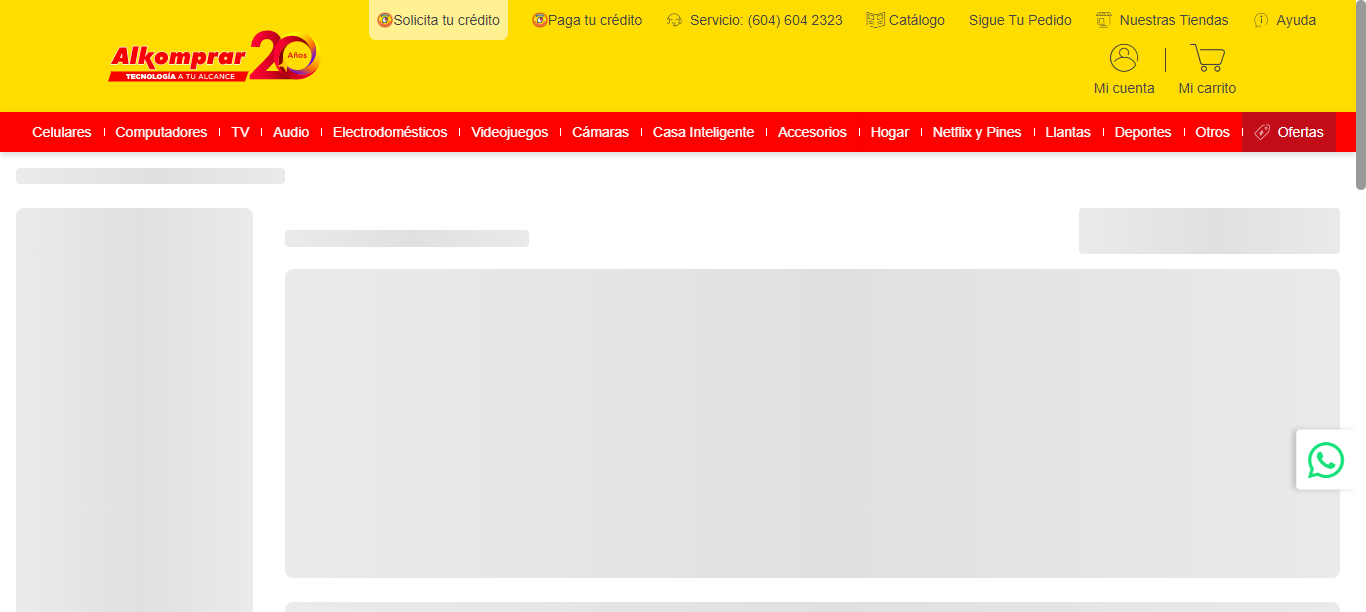 Solicita tu crédito
Paga tu crédito
Servicio: (604) 604 2323
Catálogo
Sigue Tu Pedido
Nuestras Tiendas
Ayuda
Alkomprar 20 Años
TECNOLOGÍA A TU ALCANCE
Mi cuenta
Mi carrito
Celulares
Computadores
TV
Audio
Electrodomésticos
Videojuegos
Cámaras
Casa Inteligente
Accesorios
Hogar
Netflix y Pines
Llantas
Deportes
Otros
Ofertas